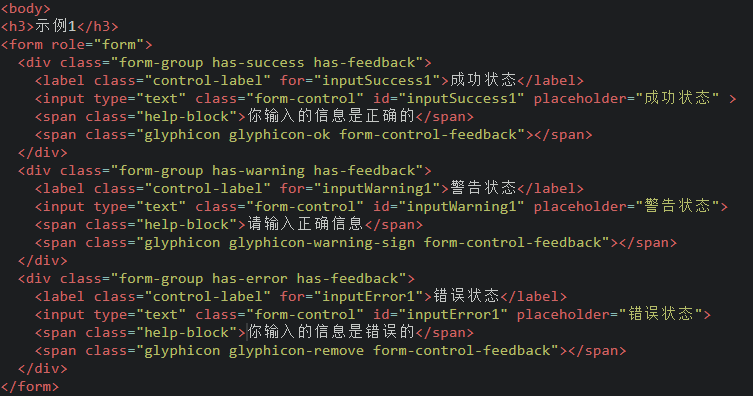 <body>
<h3>示例1</h3>
<form role="form">
  <div class="form-group has-success has-feedback">
    <label class="control-label" for="inputSuccess1">成功状态</label>
    <input type="text" class="form-control" id="inputSuccess1" placeholder="成功状态" >
    <span class="help-block">你输入的信息是正确的</span>
    <span class="glyphicon glyphicon-ok form-control-feedback"></span>
  </div>
  <div class="form-group has-warning has-feedback">
    <label class="control-label" for="inputWarning1">警告状态</label>
    <input type="text" class="form-control" id="inputWarning1" placeholder="警告状态">
    <span class="help-block">请输入正确信息</span>
    <span class="glyphicon glyphicon-warning-sign form-control-feedback"></span>
  </div>
  <div class="form-group has-error has-feedback">
    <label class="control-label" for="inputError1">错误状态</label>
    <input type="text" class="form-control" id="inputError1" placeholder="错误状态">
    <span class="help-block">你输入的信息是错误的</span>
    <span class="glyphicon glyphicon-remove form-control-feedback"></span>
  </div>
</form>